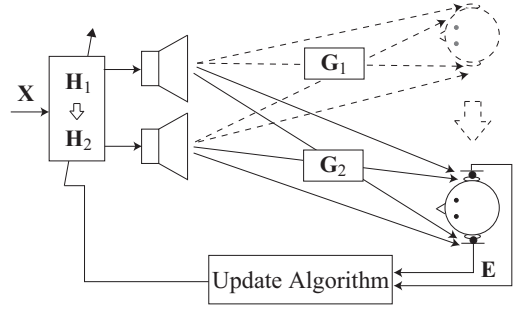 G₁
H₁
X
H₂
G₂
E
Update Algorithm